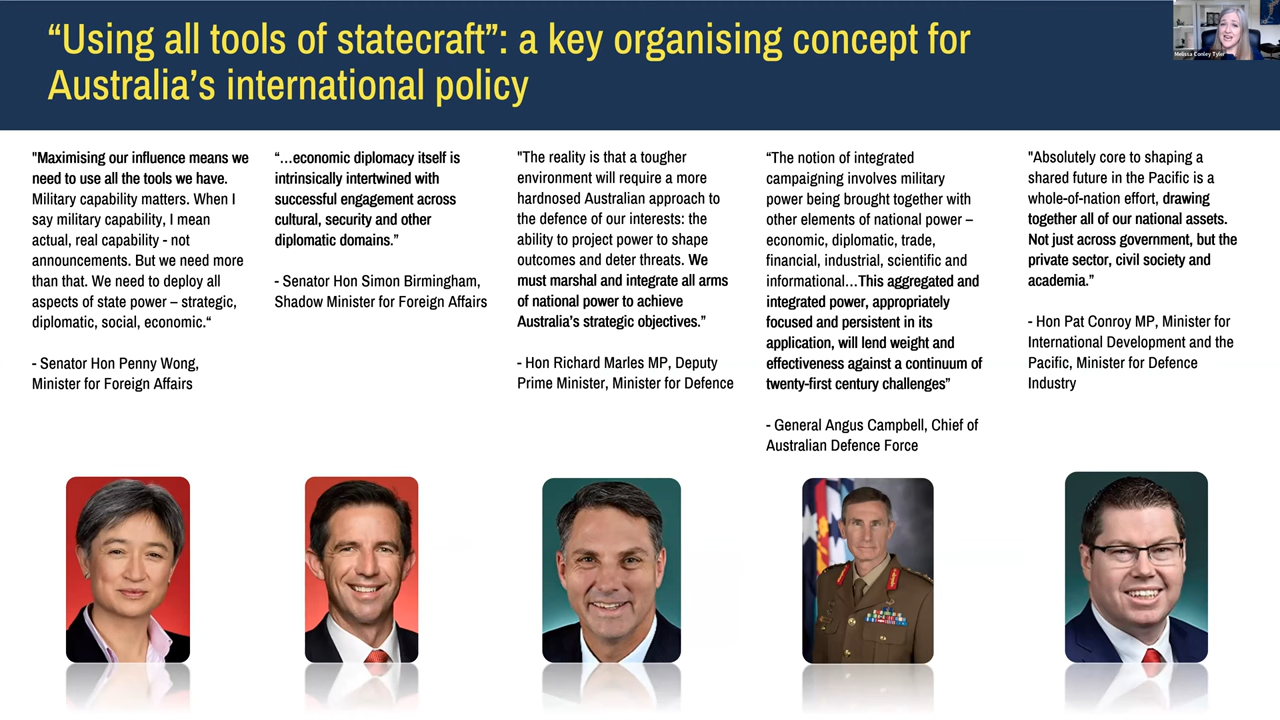 “Using all tools of statecraft”: a key organising concept for
Australia’s international policy
Melissa Conley Tyler
"Maximising our influence means we
need to use all the tools we have.
Military capability matters. When I
say military capability, I mean
actual, real capability - not
announcements. But we need more
than that. We need to deploy all
aspects of state power – strategic,
diplomatic, social, economic.“
- Senator Hon Penny Wong,
Minister for Foreign Affairs
“…economic diplomacy itself is
intrinsically intertwined with
successful engagement across
cultural, security and other
diplomatic domains.”
- Senator Hon Simon Birmingham,
Shadow Minister for Foreign Affairs
"The reality is that a tougher
environment will require a more
hardnosed Australian approach to
the defence of our interests: the
ability to project power to shape
outcomes and deter threats. We
must marshal and integrate all arms
of national power to achieve
Australia’s strategic objectives.”
- Hon Richard Marles MP, Deputy
Prime Minister, Minister for Defence
“The notion of integrated
campaigning involves military
power being brought together with
other elements of national power –
economic, diplomatic, trade,
financial, industrial, scientific and
informational…This aggregated and
integrated power, appropriately
focused and persistent in its
application, will lend weight and
effectiveness against a continuum of
twenty-first century challenges”
- General Angus Campbell, Chief of
Australian Defence Force
"Absolutely core to shaping a
shared future in the Pacific is a
whole-of-nation effort, drawing
together all of our national assets.
Not just across government, but the
private sector, civil society and
academia.”
- Hon Pat Conroy MP, Minister for
International Development and the
Pacific, Minister for Defence
Industry